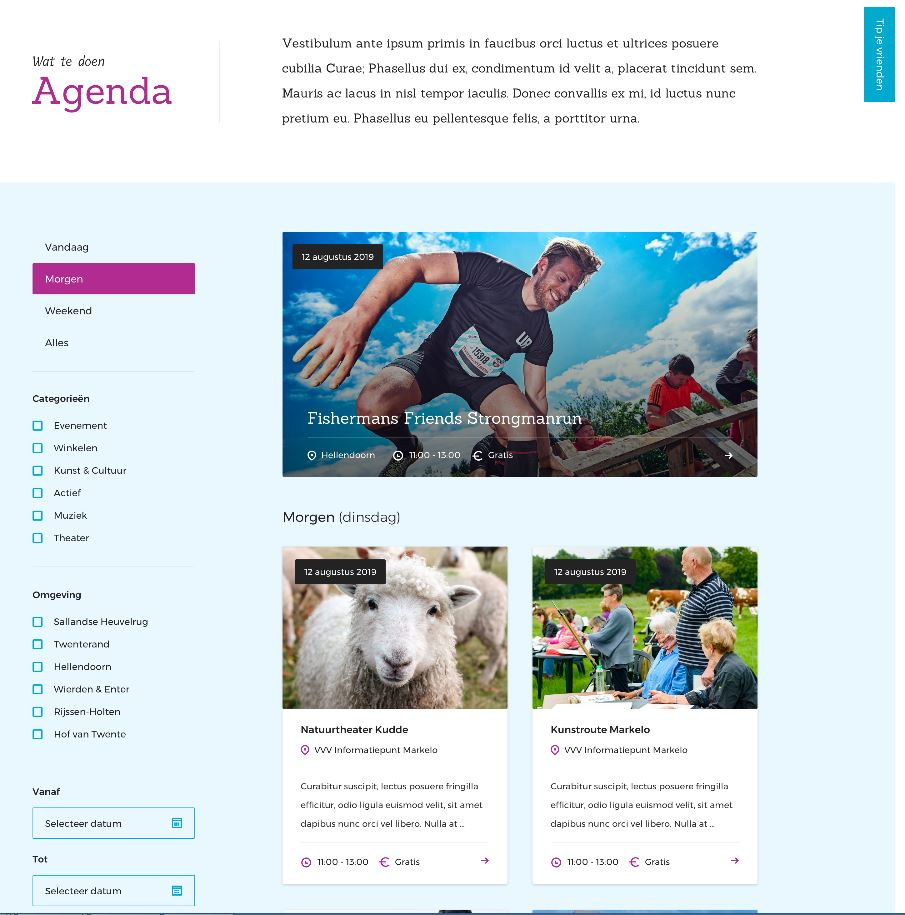 Wat te doen
Agenda
Vestibulum ante ipsum primis in faucibus orci luctus et ultrices posuere
cubilia Curae; Phasellus dui ex, condimentum id velit a, placerat tincidunt sem.
Mauris ac lacus in nisl tempor iaculis. Donec convallis ex mi, id luctus nunc
pretium eu. Phasellus eu pellentesque felis, a porttitor urna.
Tip je vrienden
Vandaag
Morgen
Weekend
Alles
Categorieën
Evenement
Winkelen
Kunst & Cultuur
Actief
Muziek
Theater
Omgeving
Sallandse Heuvelrug
Twenterand
Hellendoorn
Wierden & Enter
Rijssen-Holten
Hof van Twente
Vanaf
Selecteer datum
Tot
Selecteer datum
12 augustus 2019
UA
15318
Fishermans Friends Strongmanrun
Hellendoorn 11:00 - 13:00 Gratis
Morgen (dinsdag)
12 augustus 2019
Natuurtheater Kudde
VVV Informatiepunt Markelo
Curabitur suscipit, lectus posuere fringilla
efficitur, odio ligula euismod velit, sit amet
dapibus nunc orci vel libero. Nulla at ...
11:00 - 13:00 Gratis
12 augustus 2019
Kunstroute Markelo
VVV Informatiepunt Markelo
Curabitur suscipit, lectus posuere fringilla
efficitur, odio ligula euismod velit, sit amet
dapibus nunc orci vel libero. Nulla at ...
11:00 - 13:00 Gratis